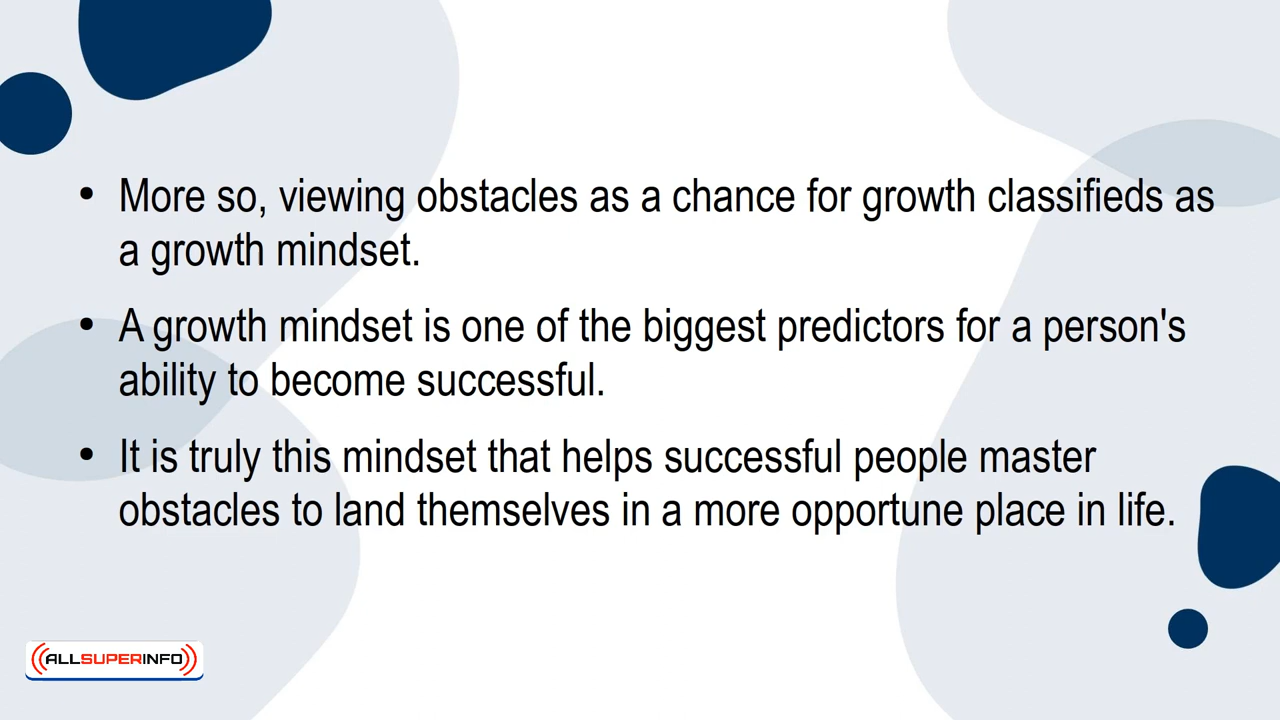 • More so, viewing obstacles as a chance for growth classifieds as
a growth mindset.
• A growth mindset is one of the biggest predictors for a person's
ability to become successful.
• It is truly this mindset that helps successful people master
obstacles to land themselves in a more opportune place in life.
ALLSUPERINFO